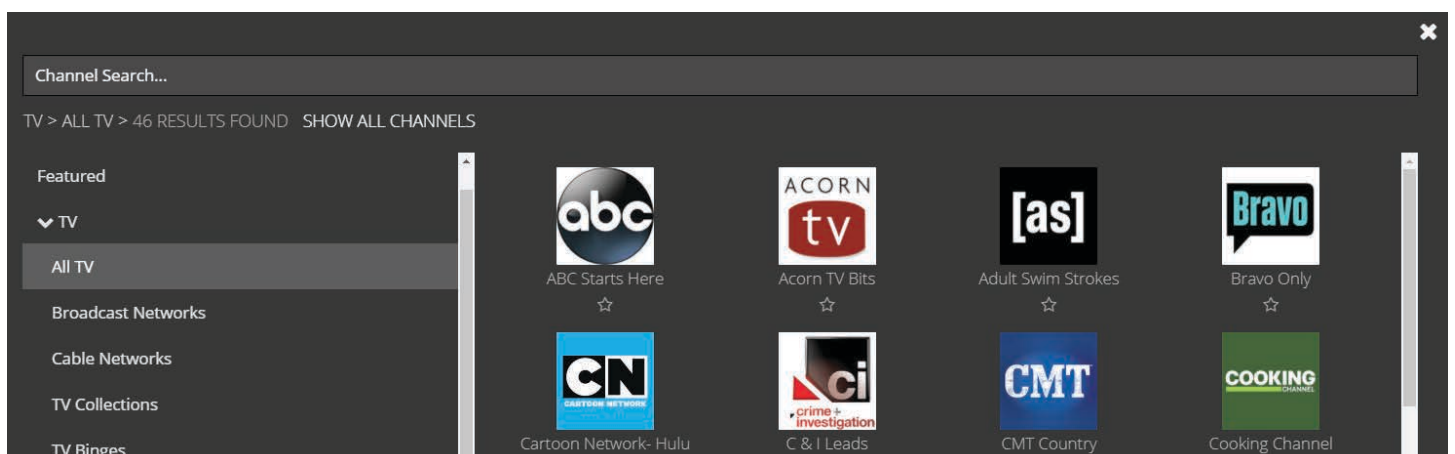 Channel Search...
TV > ALL TV > 46 RESULTS FOUND SHOW ALL CHANNELS
Featured
TV
All TV
Broadcast Networks
Cable Networks
TV Collections
TV Binges
abc
ABC Starts Here
ACORN
tv
Acorn TV Bits
[as]
Adult Swim Strokes
Bravo
Bravo Only
CN
CARTOON NETWORK
Cartoon Network- Hulu
ci
crime +
investigation
C & I Leads
CMT
CMT Country
COOKING
CHANNEL
Cooking Channel